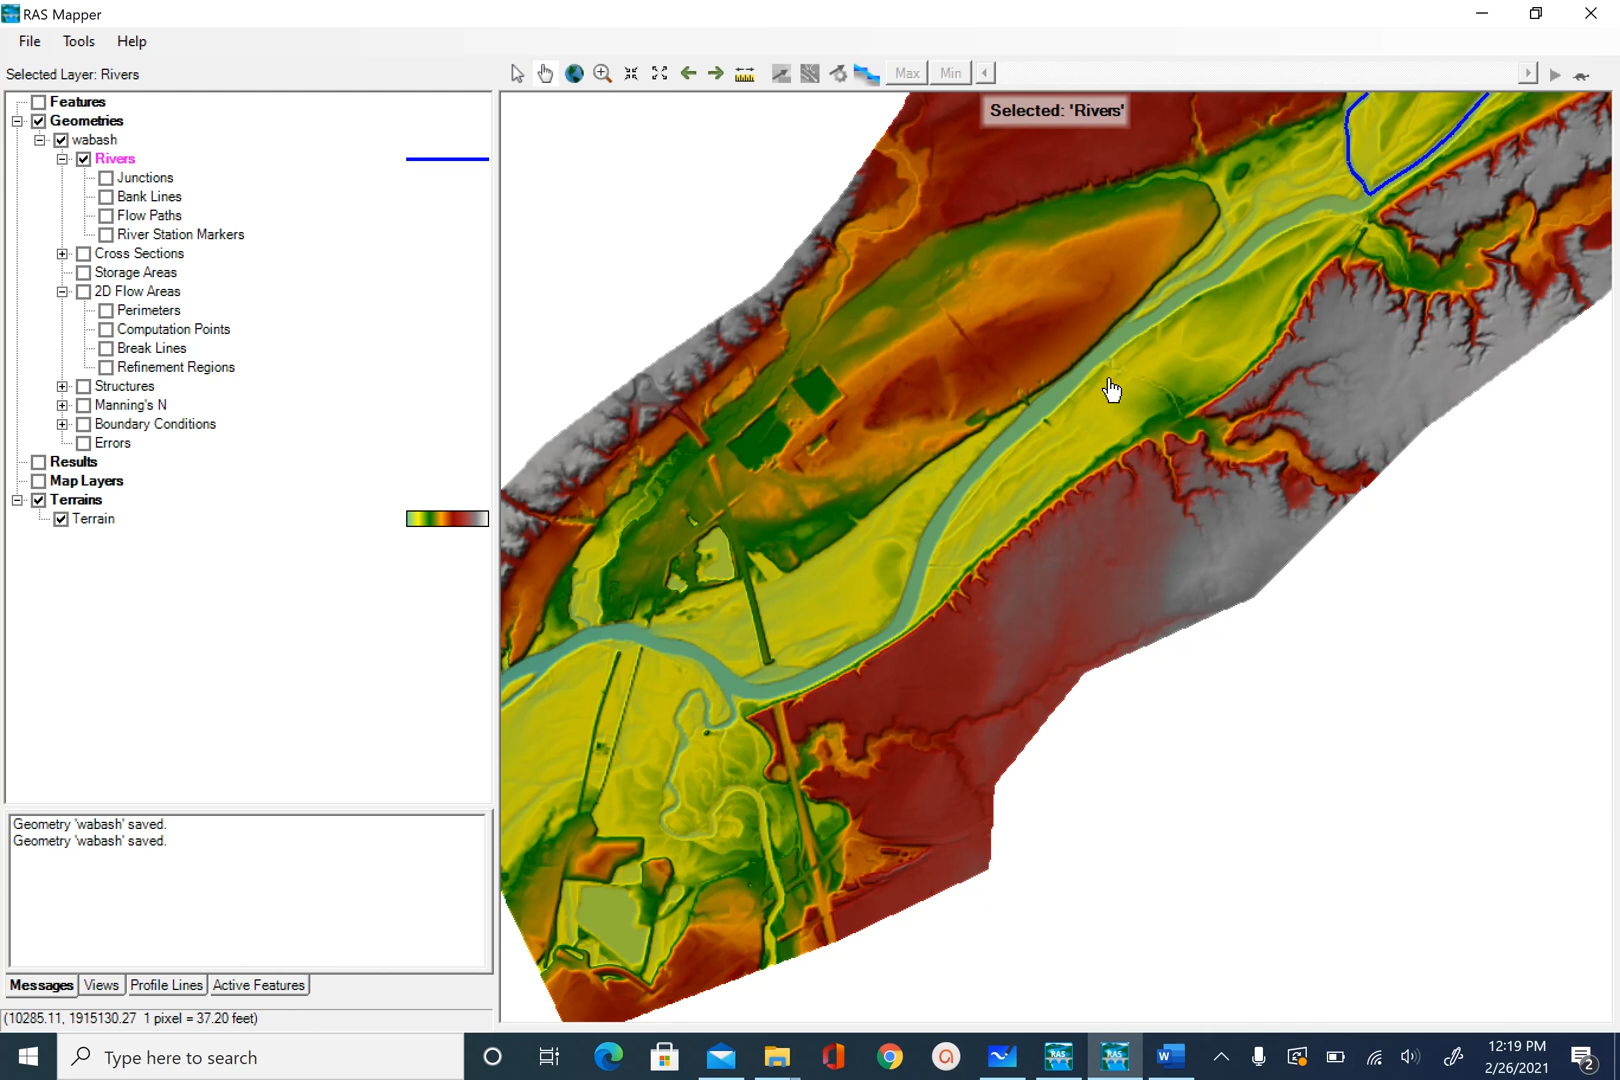 RAS Mapper
File Tools Help
Selected Layer: Rivers
Max Min
Features
Geometries
wabash
Rivers
Junctions
Bank Lines
Flow Paths
River Station Markers
Cross Sections
Storage Areas
2D Flow Areas
Perimeters
Computation Points
Break Lines
Refinement Regions
Structures
Manning's N
Boundary Conditions
Errors
Results
Map Layers
Terrains
Terrain
Selected: 'Rivers'
Geometry 'wabash' saved.
Geometry 'wabash' saved.
Messages Views Profile Lines Active Features
(10285.11, 1915130.27 1 pixel = 37.20 feet)
Type here to search
RAS
RAS
W
a
12:19 PM
2/26/2021
2